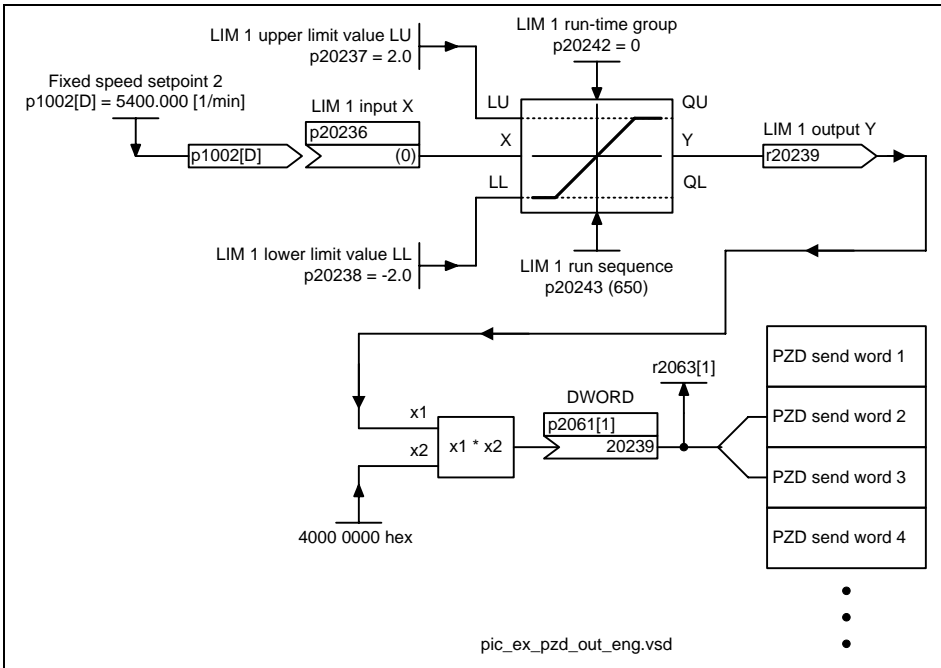 LIM 1 run-time group
p20242 = 0
LIM 1 upper limit value LU
p20237 = 2.0
Fixed speed setpoint 2
p1002[D] = 5400.000 [1/min]
LIM 1 input X
LU
QU
p20236
X
Y
LIM 1 output Y
p1002[D]
(0)
r20239
LL
QL
LIM 1 lower limit value LL
p20238 = -2.0
LIM 1 run sequence
p20243 (650)
PZD send word 1
r2063[1]
DWORD
x1
p2061[1]
PZD send word 2
x2
x1 * x2
20239
PZD send word 3
4000 0000 hex
PZD send word 4
pic_ex_pzd_out_eng.vsd